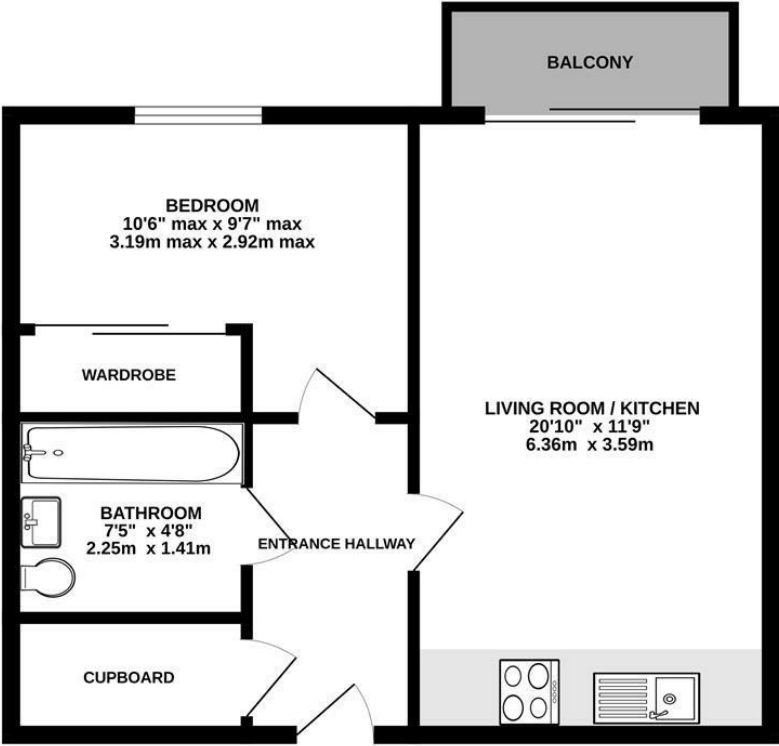 BALCONY
BEDROOM
10'6" max x 9'7" max
3.19m max x 2.92m max
WARDROBE
LIVING ROOM / KITCHEN
20'10" x 11'9"
6.36m x 3.59m
BATHROOM
7'5" x 4'8"
2.25m x 1.41m
ENTRANCE HALLWAY
CUPBOARD